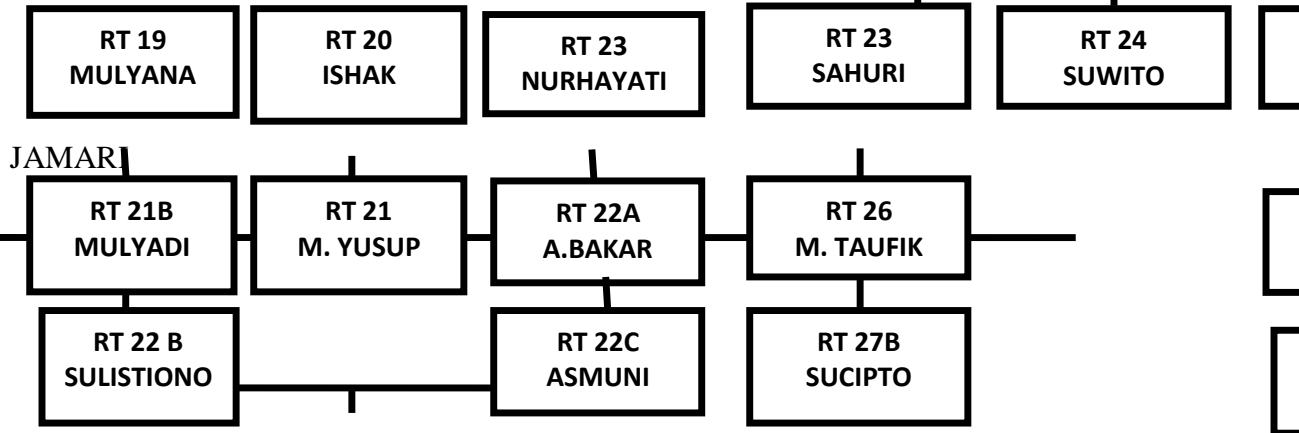 RT 19
MULYANA
RT 20
ISHAK
RT 23
NURHAYATI
RT 23
SAHURI
RT 24
SUWITO
JAMARI
RT 21B
MULYADI
RT 21
M. YUSUP
RT 22A
A.BAKAR
RT 26
M. TAUFIK
RT 22 B
SULISTIONO
RT 22C
ASMUNI
RT 27B
SUCIPTO